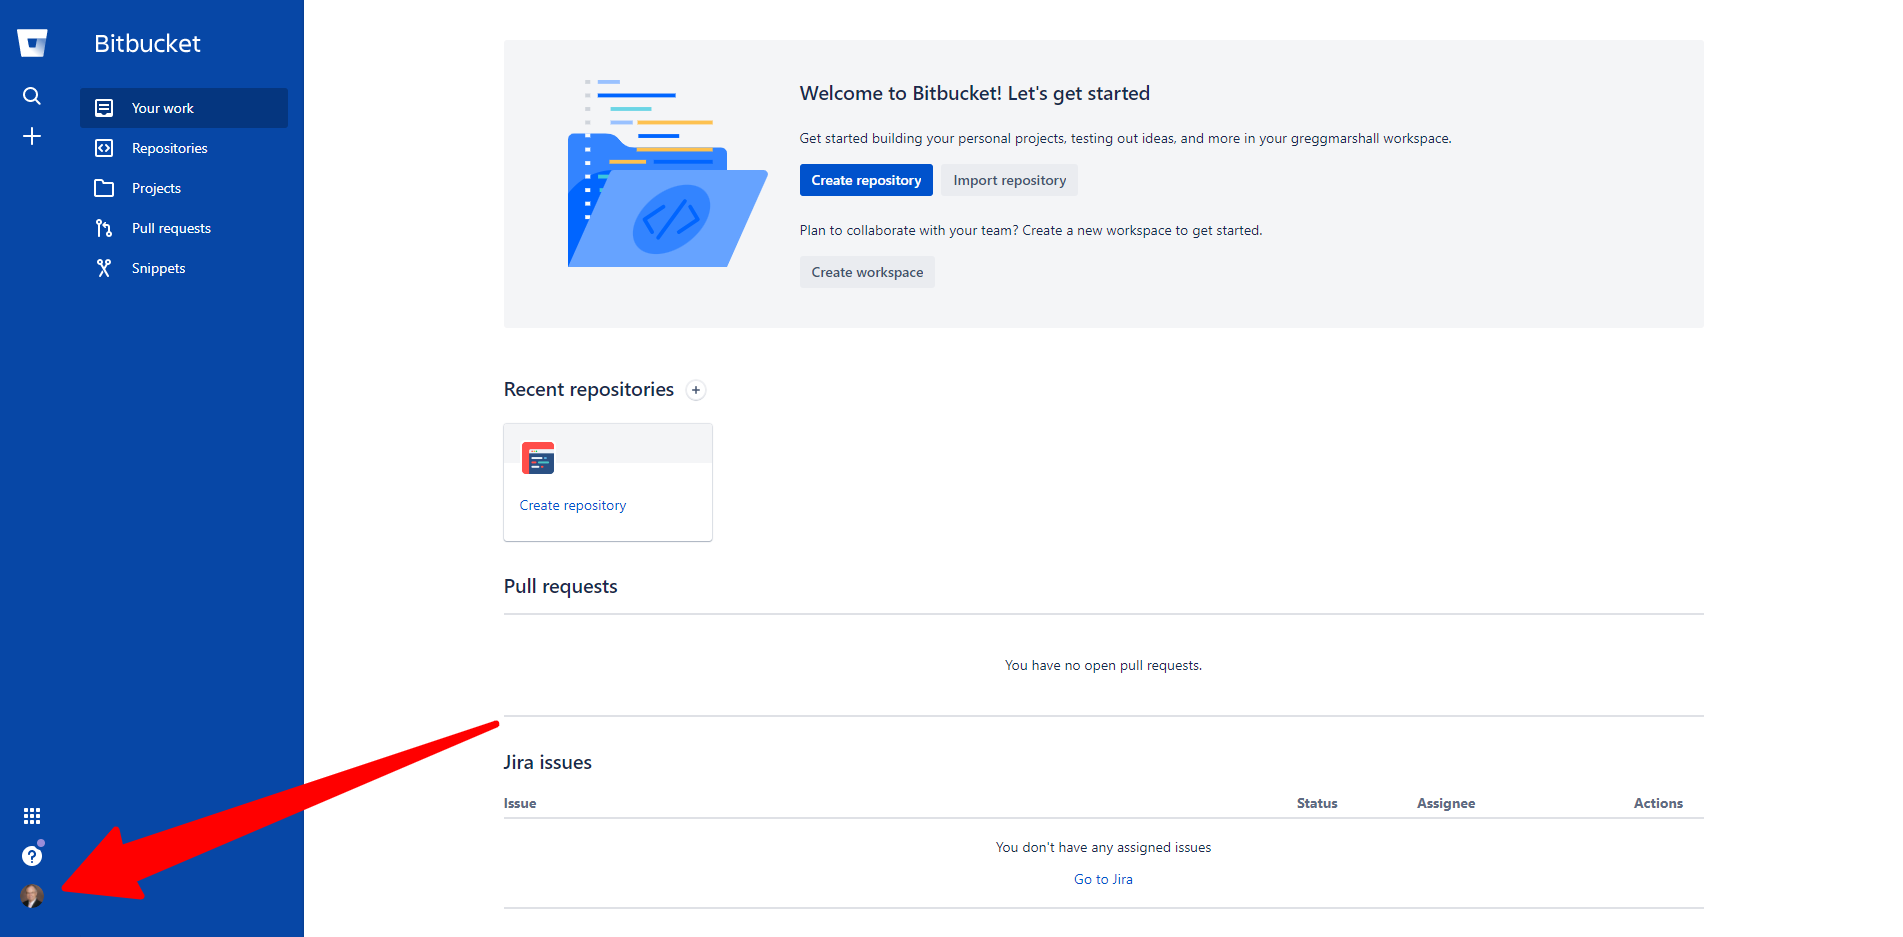 Bitbucket
Your work
Repositories
Projects
Pull requests
Snippets
Welcome to Bitbucket! Let's get started
Get started building your personal projects, testing out ideas, and more in your greggmarshall workspace.
Create repository Import repository
Plan to collaborate with your team? Create a new workspace to get started.
Create workspace
Recent repositories
Create repository
Pull requests
You have no open pull requests.
Jira issues
Issue Status Assignee Actions
You don't have any assigned issues
Go to Jira